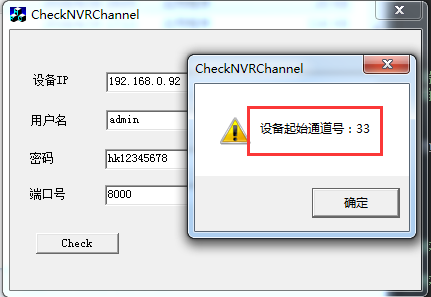 CheckNVRChannel
设备IP 192.168.0.92
用户名 admin
密码 hk12345678
端口号 8000
Check
CheckNVRChannel
设备起始通道号：33
确定